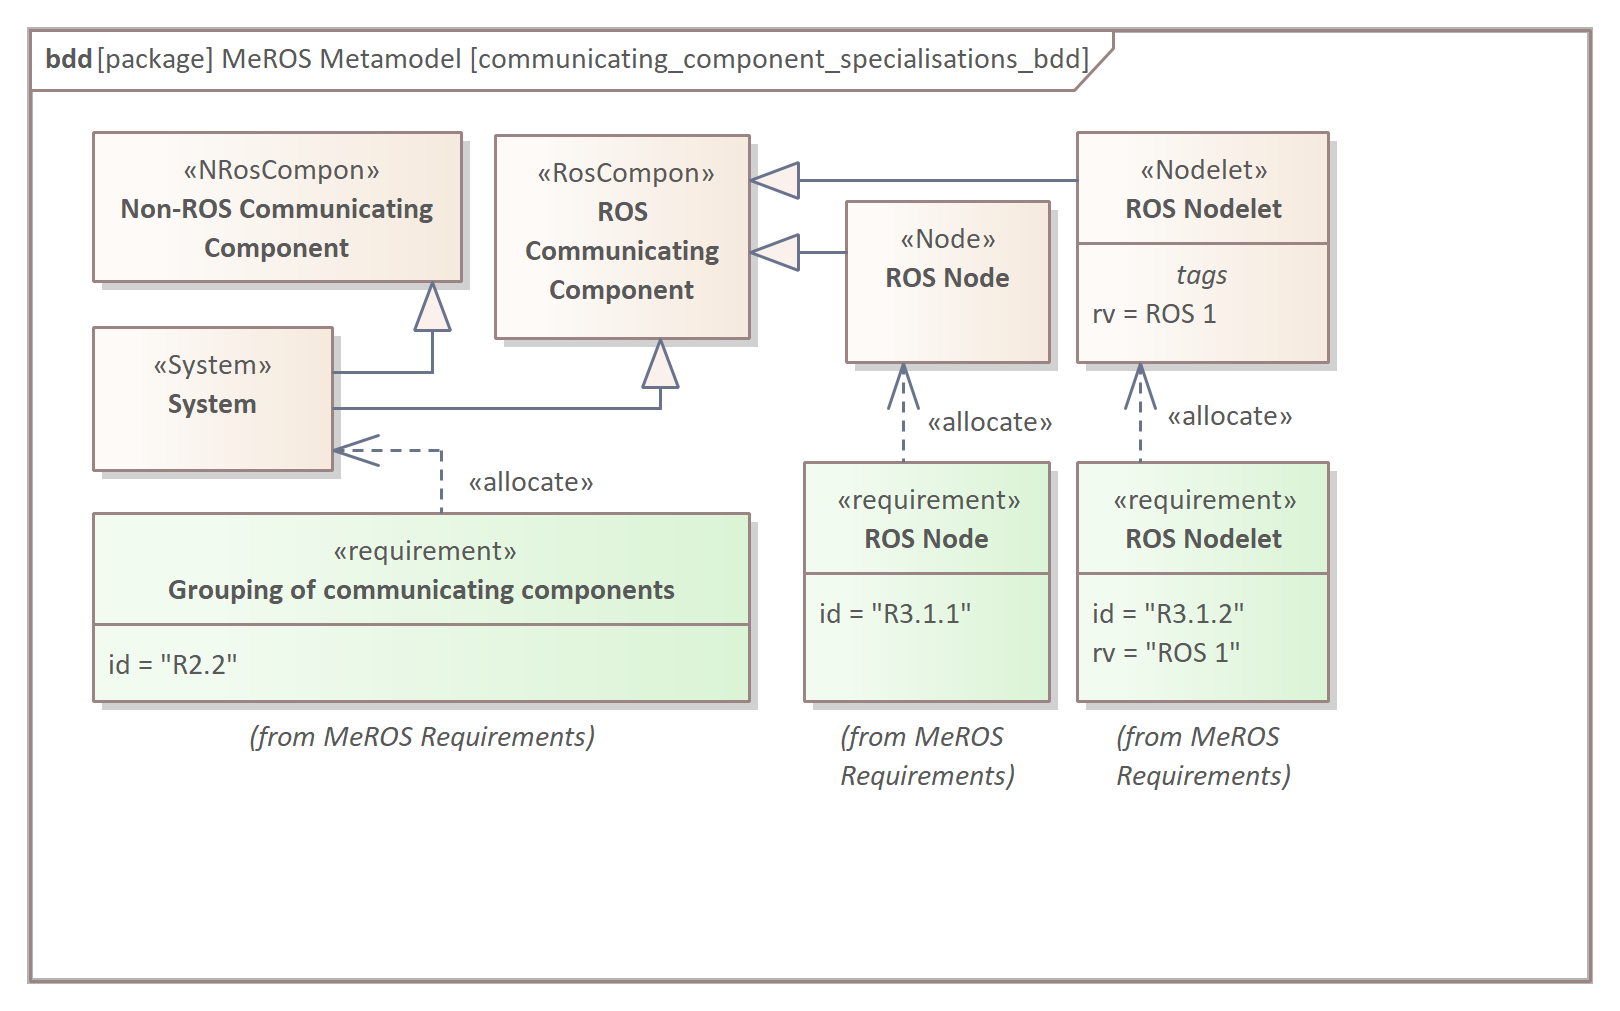 bdd [package] MeROS Metamodel [communicating_component_specialisations_bdd]
«NRosCompon»
Non-ROS Communicating
Component
«RosCompon»
ROS
Communicating
Component
«Nodelet»
ROS Nodelet
tags
rv = ROS 1
«Node»
ROS Node
«System»
System
«allocate»
«allocate»
«allocate»
«requirement»
Grouping of communicating components
id = "R2.2"
(from MeROS Requirements)
«requirement»
ROS Node
id = "R3.1.1"
(from MeROS
Requirements)
«requirement»
ROS Nodelet
id = "R3.1.2"
rv = "ROS 1"
(from MeROS
Requirements)